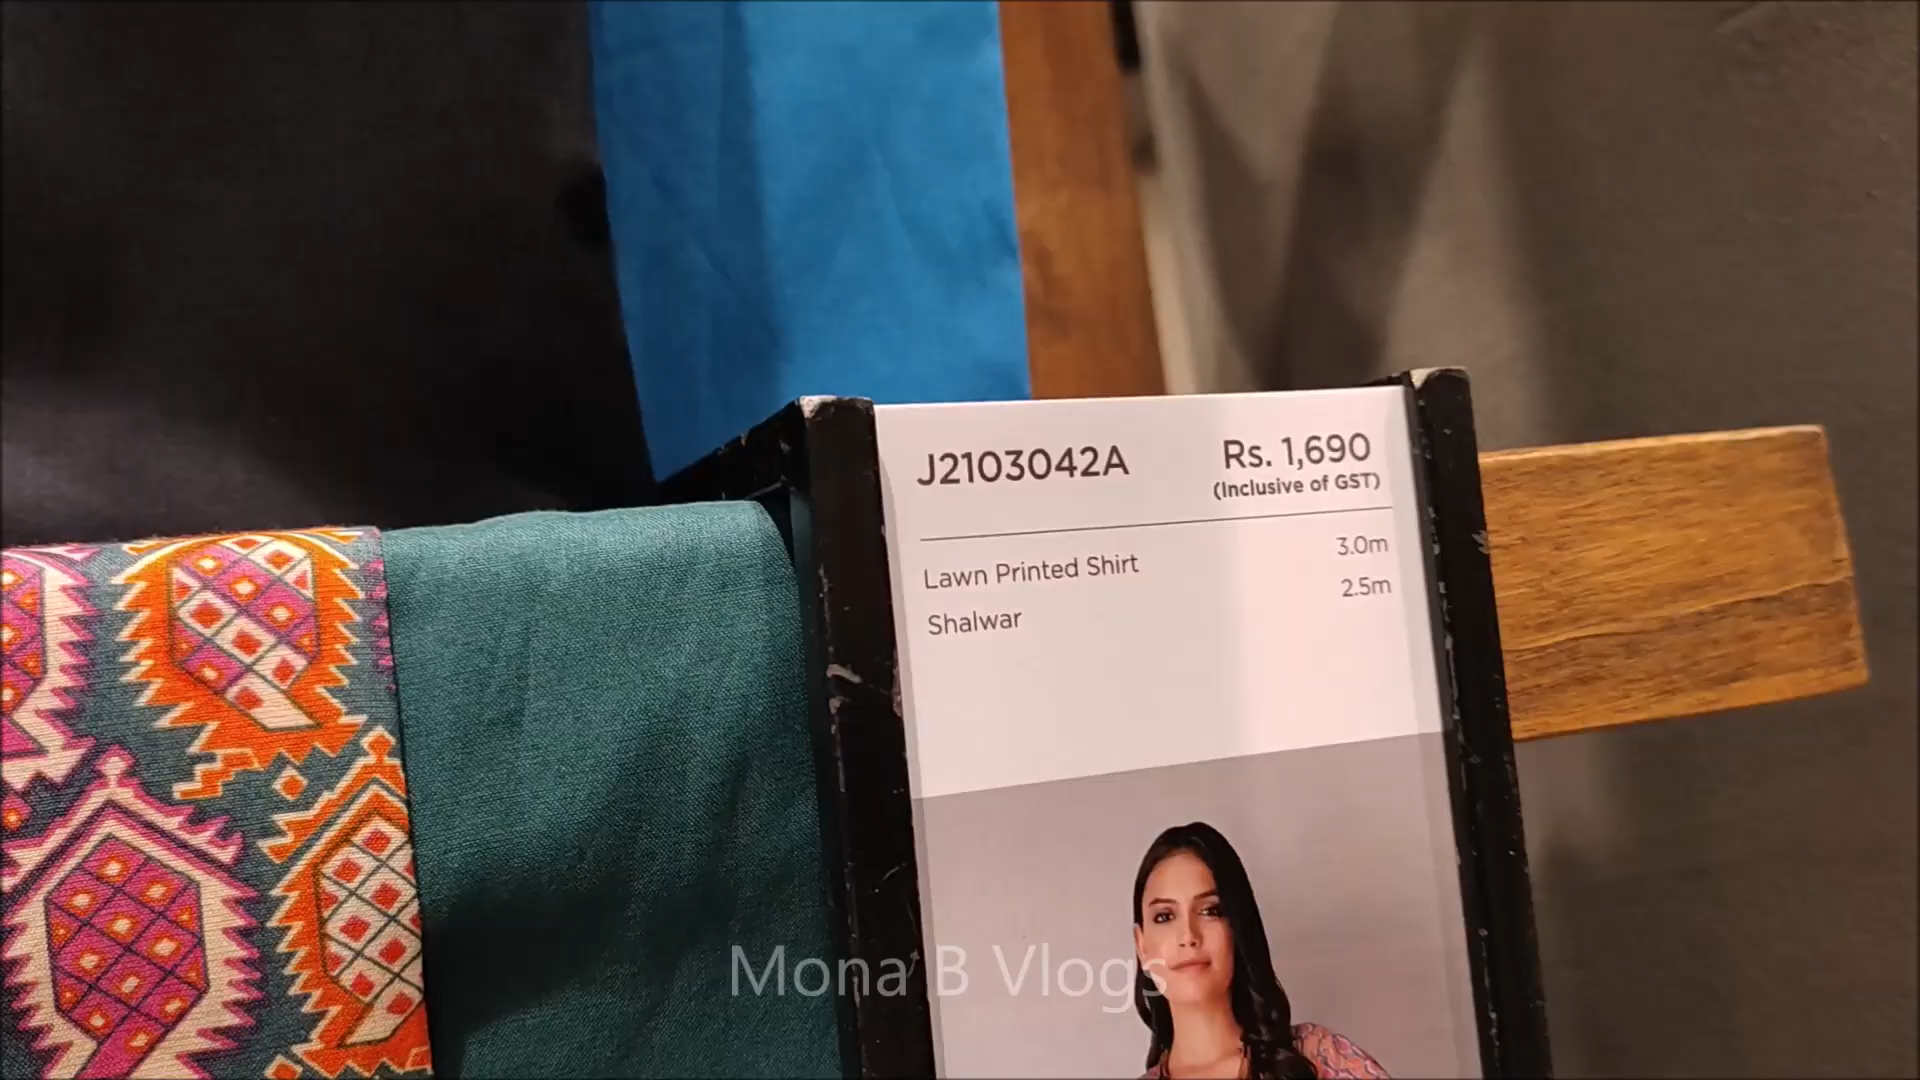 J2103042A Rs. 1,690
(Inclusive of GST)
Lawn Printed Shirt 3.0m
Shalwar 2.5m
Mona B Vlogs